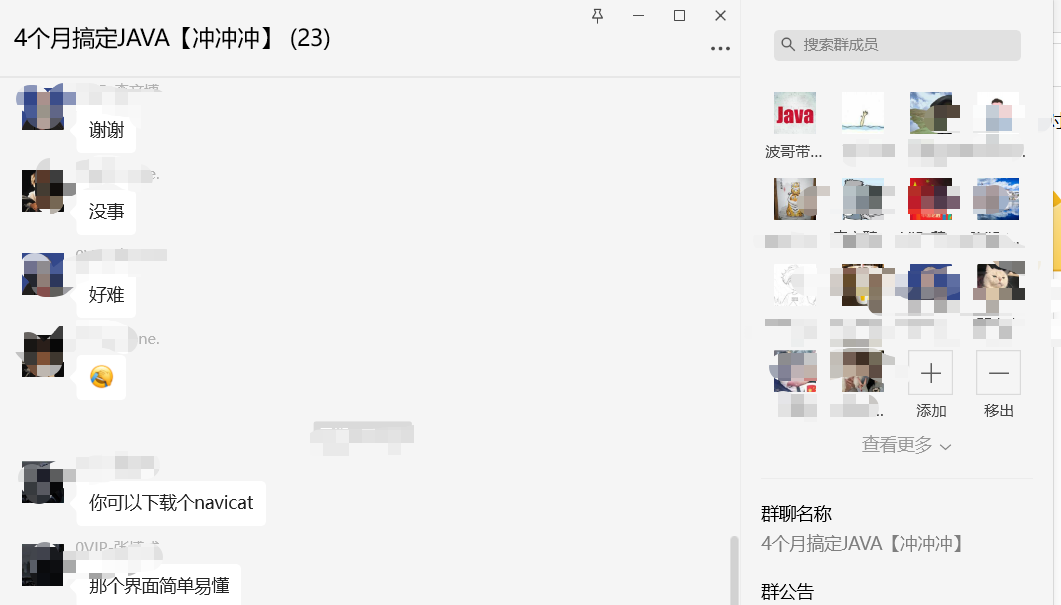 4个月搞定JAVA【冲冲冲】 (23)
谢谢
没事
好难
ne.
你可以下载个navicat
那个界面简单易懂
搜索群成员
Java
波哥带...
添加
移出
查看更多
群聊名称
4个月搞定JAVA【冲冲冲】
群公告